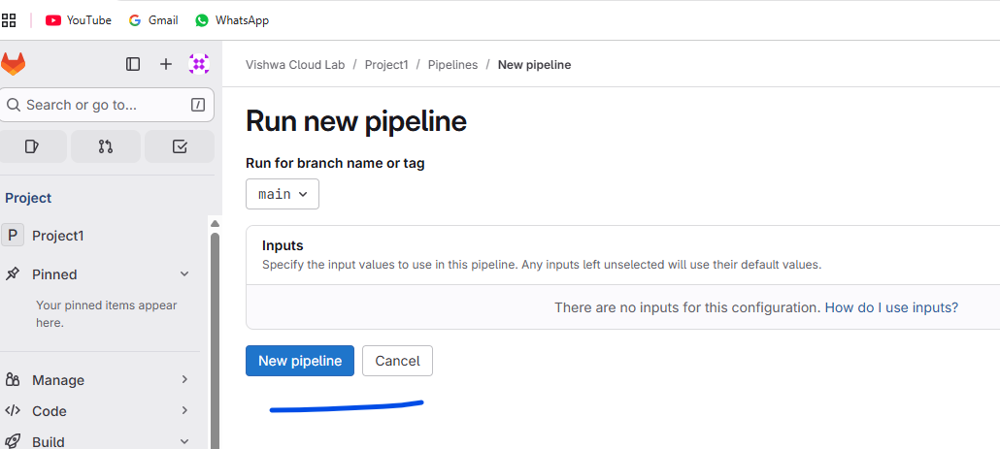 YouTube
Gmail
WhatsApp
Vishwa Cloud Lab / Project1 / Pipelines / New pipeline
Search or go to... /
Run new pipeline
Run for branch name or tag
main
Project
P Project1
Inputs
Specify the input values to use in this pipeline. Any inputs left unselected will use their default values.
Pinned
Your pinned items appear
here.
There are no inputs for this configuration. How do I use inputs?
New pipeline
Cancel
Manage
Code
Build